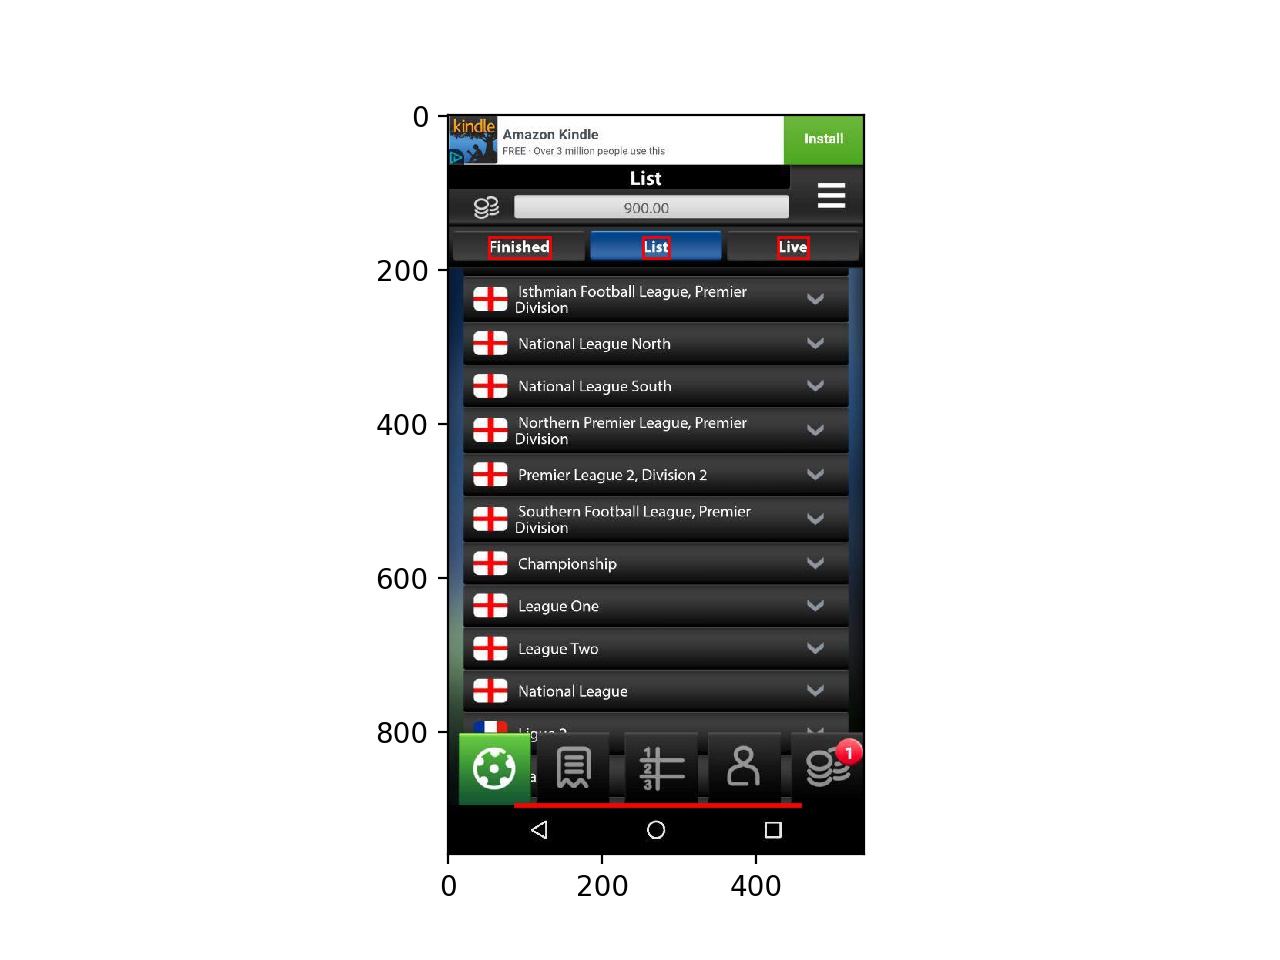 0
200
400
600
800
0 200 400
kindle
Amazon Kindle
FREE · Over 3 million people use this
Install
List
900.00
Finished List Live
Isthmian Football League, Premier
Division
National League North
National League South
Northern Premier League, Premier
Division
Premier League 2, Division 2
Southern Football League, Premier
Division
Championship
League One
League Two
National League
Ligue 2
1
2
3
1